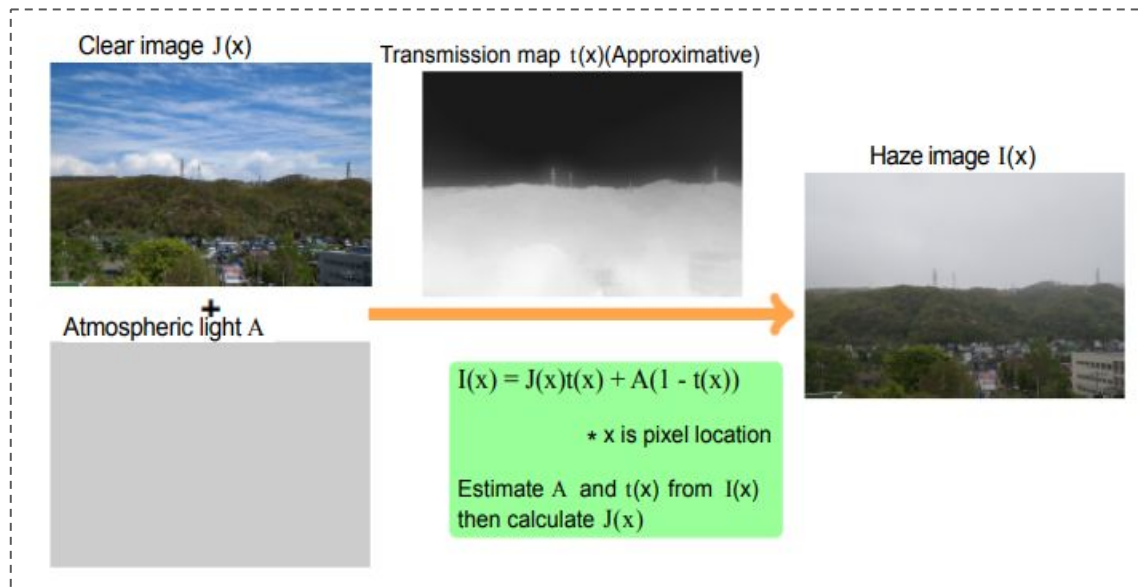 Clear image J(x)
Transmission map t(x)(Approximative)
Haze image I(x)
+
Atmospheric light A
I(x) = J(x)t(x) + A(1 - t(x))
* x is pixel location
Estimate A and t(x) from I(x)
then calculate J(x)